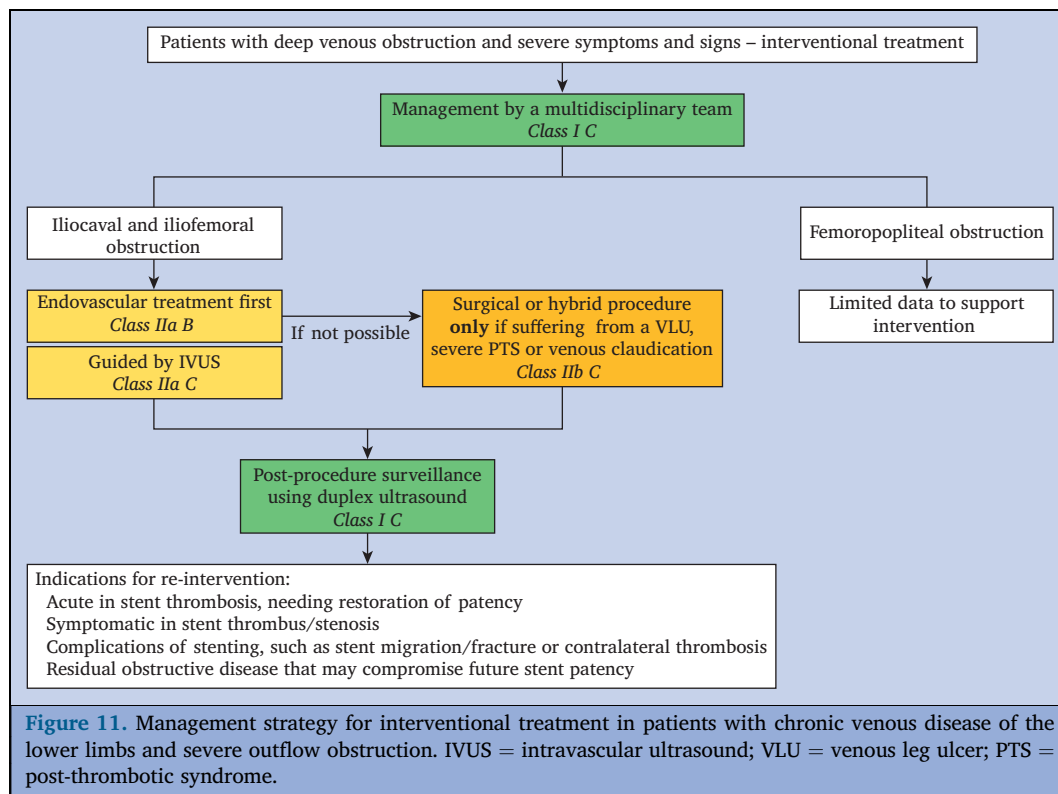 Patients with deep venous obstruction and severe symptoms and signs – interventional treatment
Management by a multidisciplinary team
Class I C
Iliocaval and iliofemoral
obstruction
Femoropopliteal obstruction
Endovascular treatment first
Class IIa B
If not possible
Surgical or hybrid procedure
only if suffering from a VLU,
severe PTS or venous claudication
Class IIb C
Limited data to support
intervention
Guided by IVUS
Class IIa C
Post-procedure surveillance
using duplex ultrasound
Class I C
Indications for re-intervention:
Acute in stent thrombosis, needing restoration of patency
Symptomatic in stent thrombus/stenosis
Complications of stenting, such as stent migration/fracture or contralateral thrombosis
Residual obstructive disease that may compromise future stent patency
Figure 11. Management strategy for interventional treatment in patients with chronic venous disease of the
lower limbs and severe outflow obstruction. IVUS = intravascular ultrasound; VLU = venous leg ulcer; PTS =
post-thrombotic syndrome.